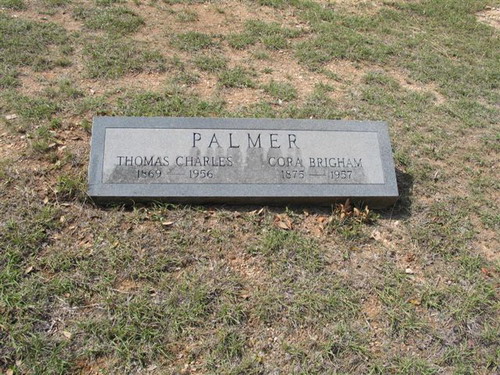 PALMER
THOMAS CHARLES CORA BRIGHAM
1869 — 1956 1875 — 1957